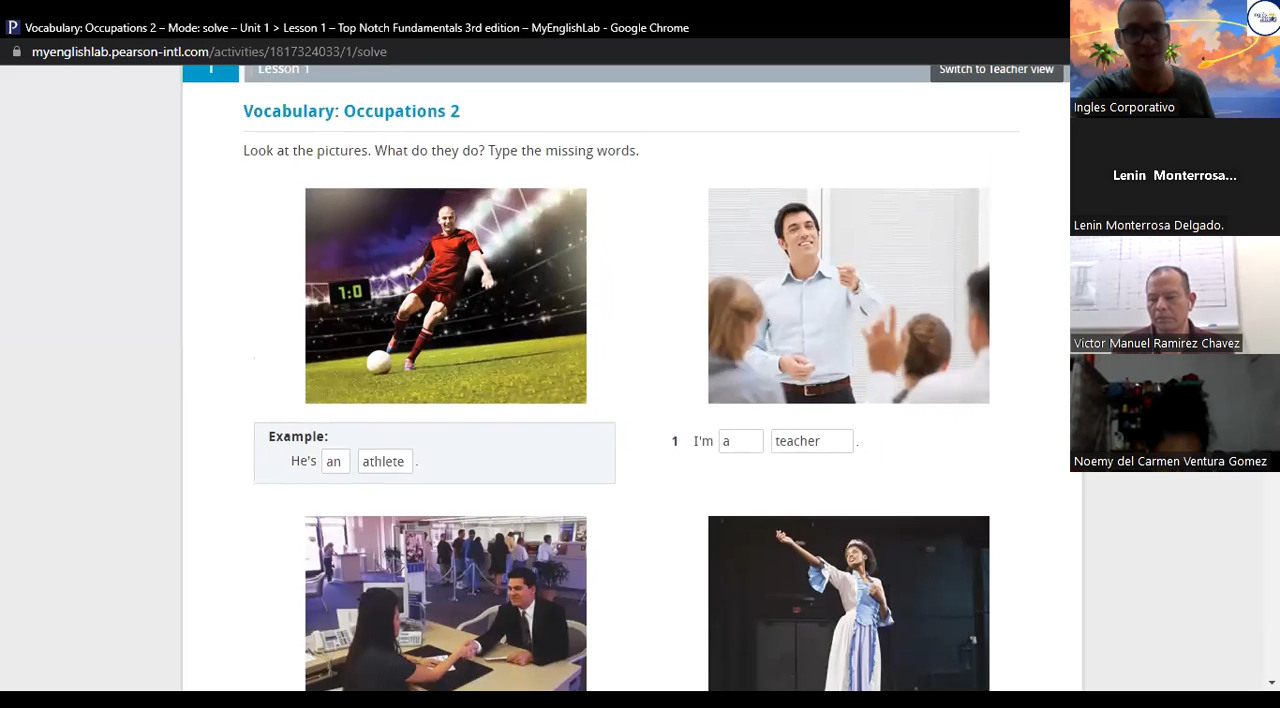 Vocabulary: Occupations 2 – Mode: solve – Unit 1 > Lesson 1 – Top Notch Fundamentals 3rd edition – MyEnglishLab - Google Chrome
myenglishlab.pearson-intl.com/activities/1817324033/1/solve
1 Lesson 1 Switch to Teacher view
Vocabulary: Occupations 2
Look at the pictures. What do they do? Type the missing words.
1:0
Example:
He's an athlete .
1 I'm a teacher .
Ingles Corporativo
Lenin Monterrosa...
Lenin Monterrosa Delgado.
Victor Manuel Ramirez Chavez
Noemy del Carmen Ventura Gomez